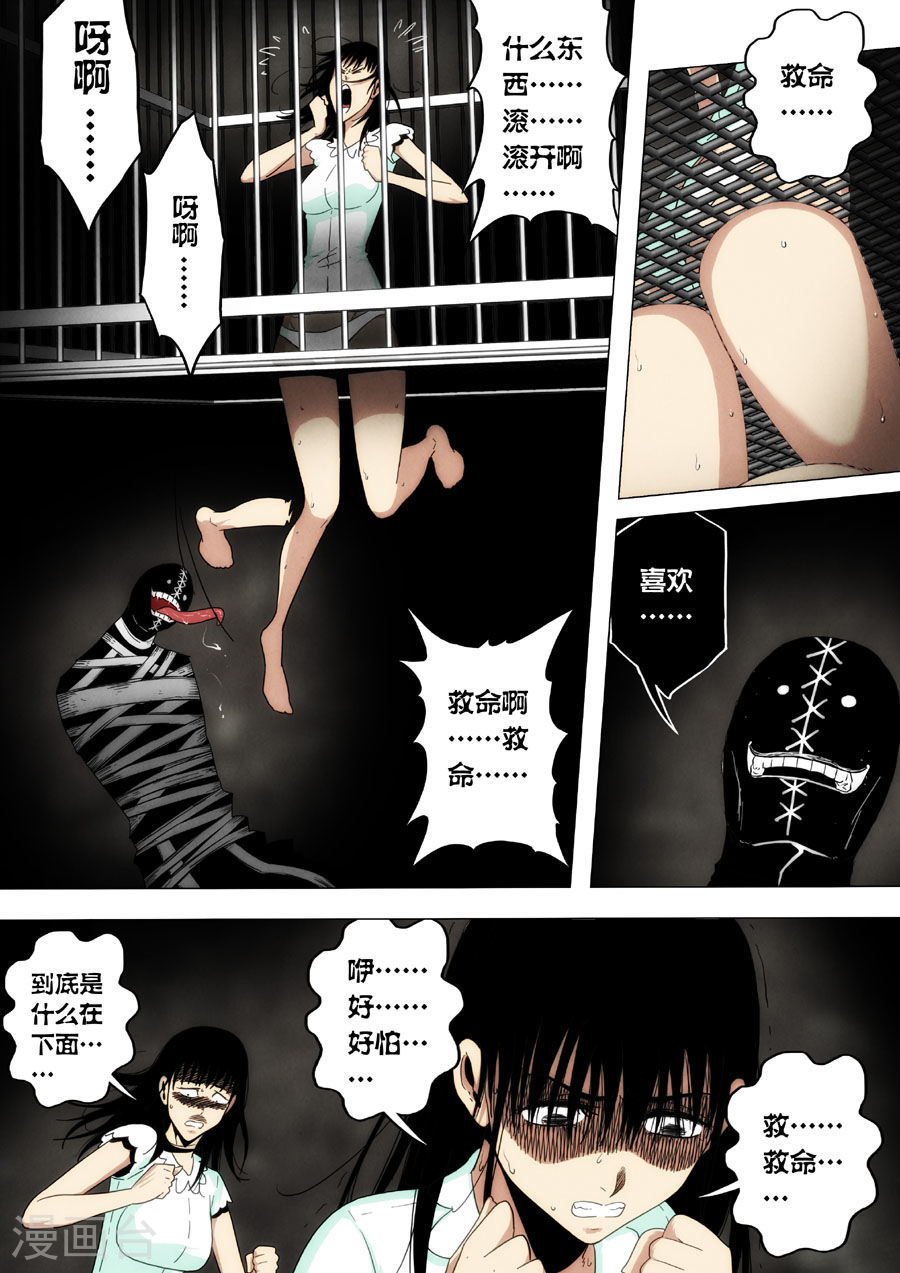 呀啊
………
呀啊
………
什么东
西……
滚……
滚开啊
……
救命
……
喜欢
……
救命啊
……救
命……
到底是
什么在
下面…
…
咿……
好……
好怕…
…
救……
救命…
…
漫画台